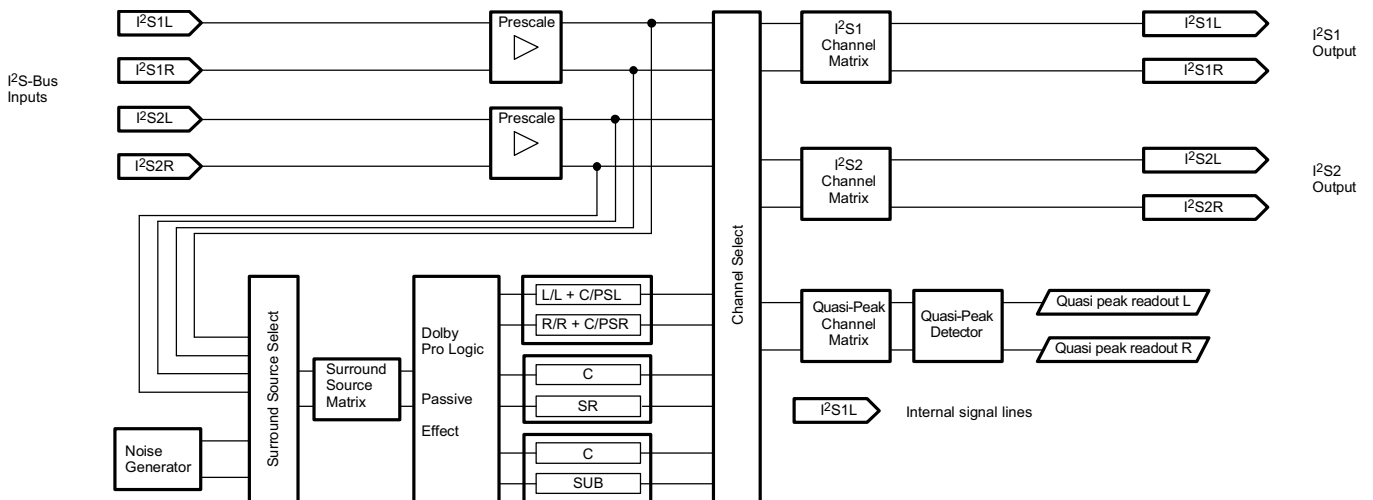 I²S-Bus
Inputs
I²S1L
I²S1R
I²S2L
I²S2R
Prescale
Prescale
Channel Select
I²S1
Channel
Matrix
I²S1L
I²S1R
I²S1
Output
I²S2
Channel
Matrix
I²S2L
I²S2R
I²S2
Output
Noise
Generator
Surround Source Select
Surround
Source
Matrix
Dolby
Pro Logic
Passive
Effect
L/L + C/PSL
R/R + C/PSR
C
SR
C
SUB
Quasi-Peak
Channel
Matrix
Quasi-Peak
Detector
Quasi peak readout L
Quasi peak readout R
I²S1L
Internal signal lines